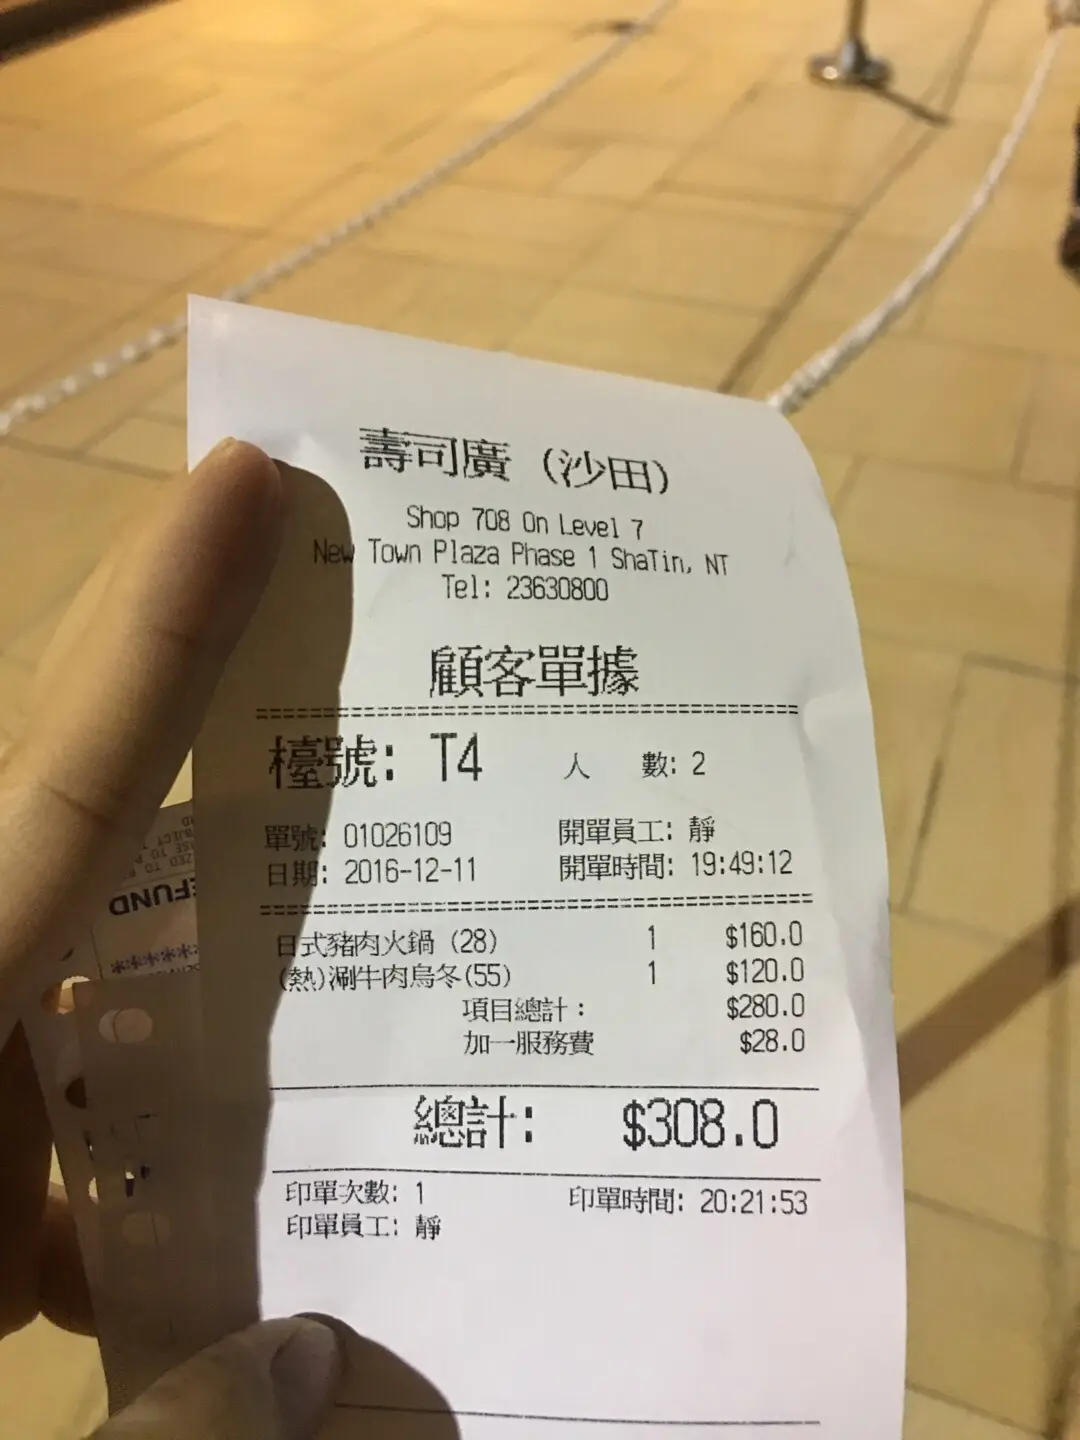 壽司廣 (沙田)
Shop 708 On Level 7
New Town Plaza Phase 1 ShaTin, NT
Tel: 23630800
顧客單據
檯號: T4 人 數: 2
單號: 01026109 開單員工: 靜
日期: 2016-12-11 開單時間: 19:49:12
日式豬肉火鍋 (28) 1 $160.0
(熱)涮牛肉烏冬(55) 1 $120.0
項目總計: $280.0
加一服務費 $28.0
總計: $308.0
印單次數: 1 印單時間: 20:21:53
印單員工: 靜
EFUND